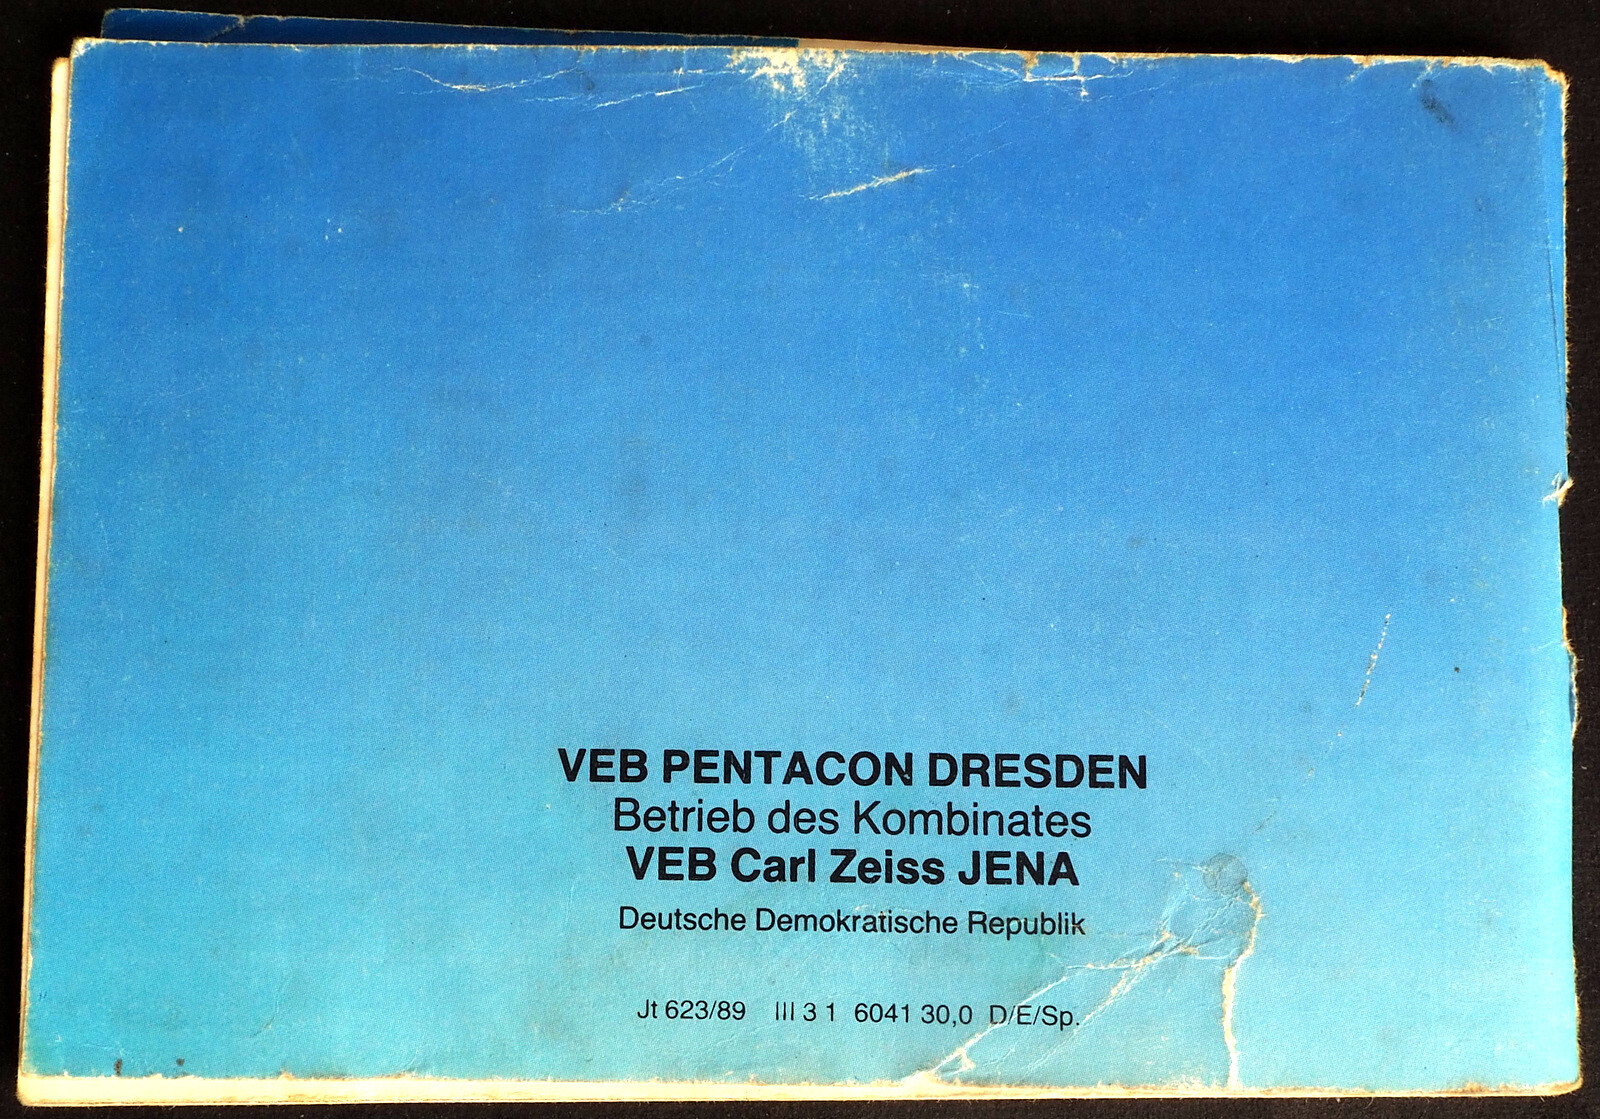 VEB PENTACON DRESDEN
Betrieb des Kombinates
VEB Carl Zeiss JENA
Deutsche Demokratische Republik
Jt 623/89 III 3 1 6041 30,0 D/E/Sp.